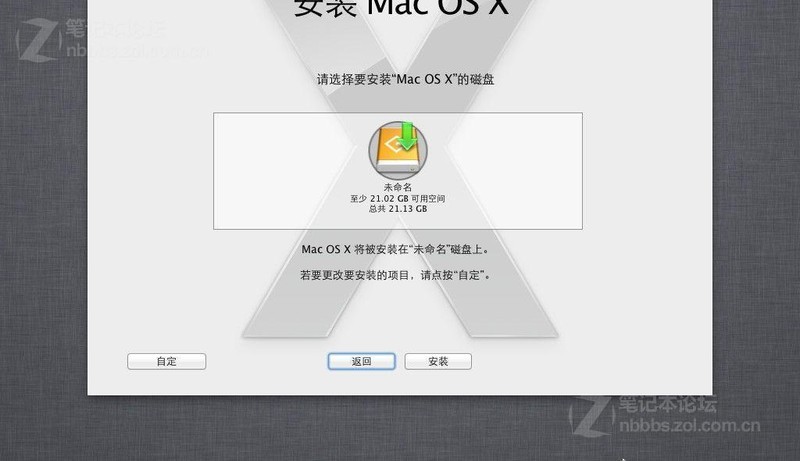 笔记本论坛
安装 Mac OS X
请选择要安装“Mac OS X”的磁盘
未命名
至少 21.02 GB 可用空间
总共 21.13 GB
Mac OS X 将被安装在“未命名”磁盘上。
若要更改要安装的项目，请点按“自定”。
自定
返回
安装
笔记本论坛
nbbbs.zol.com.cn